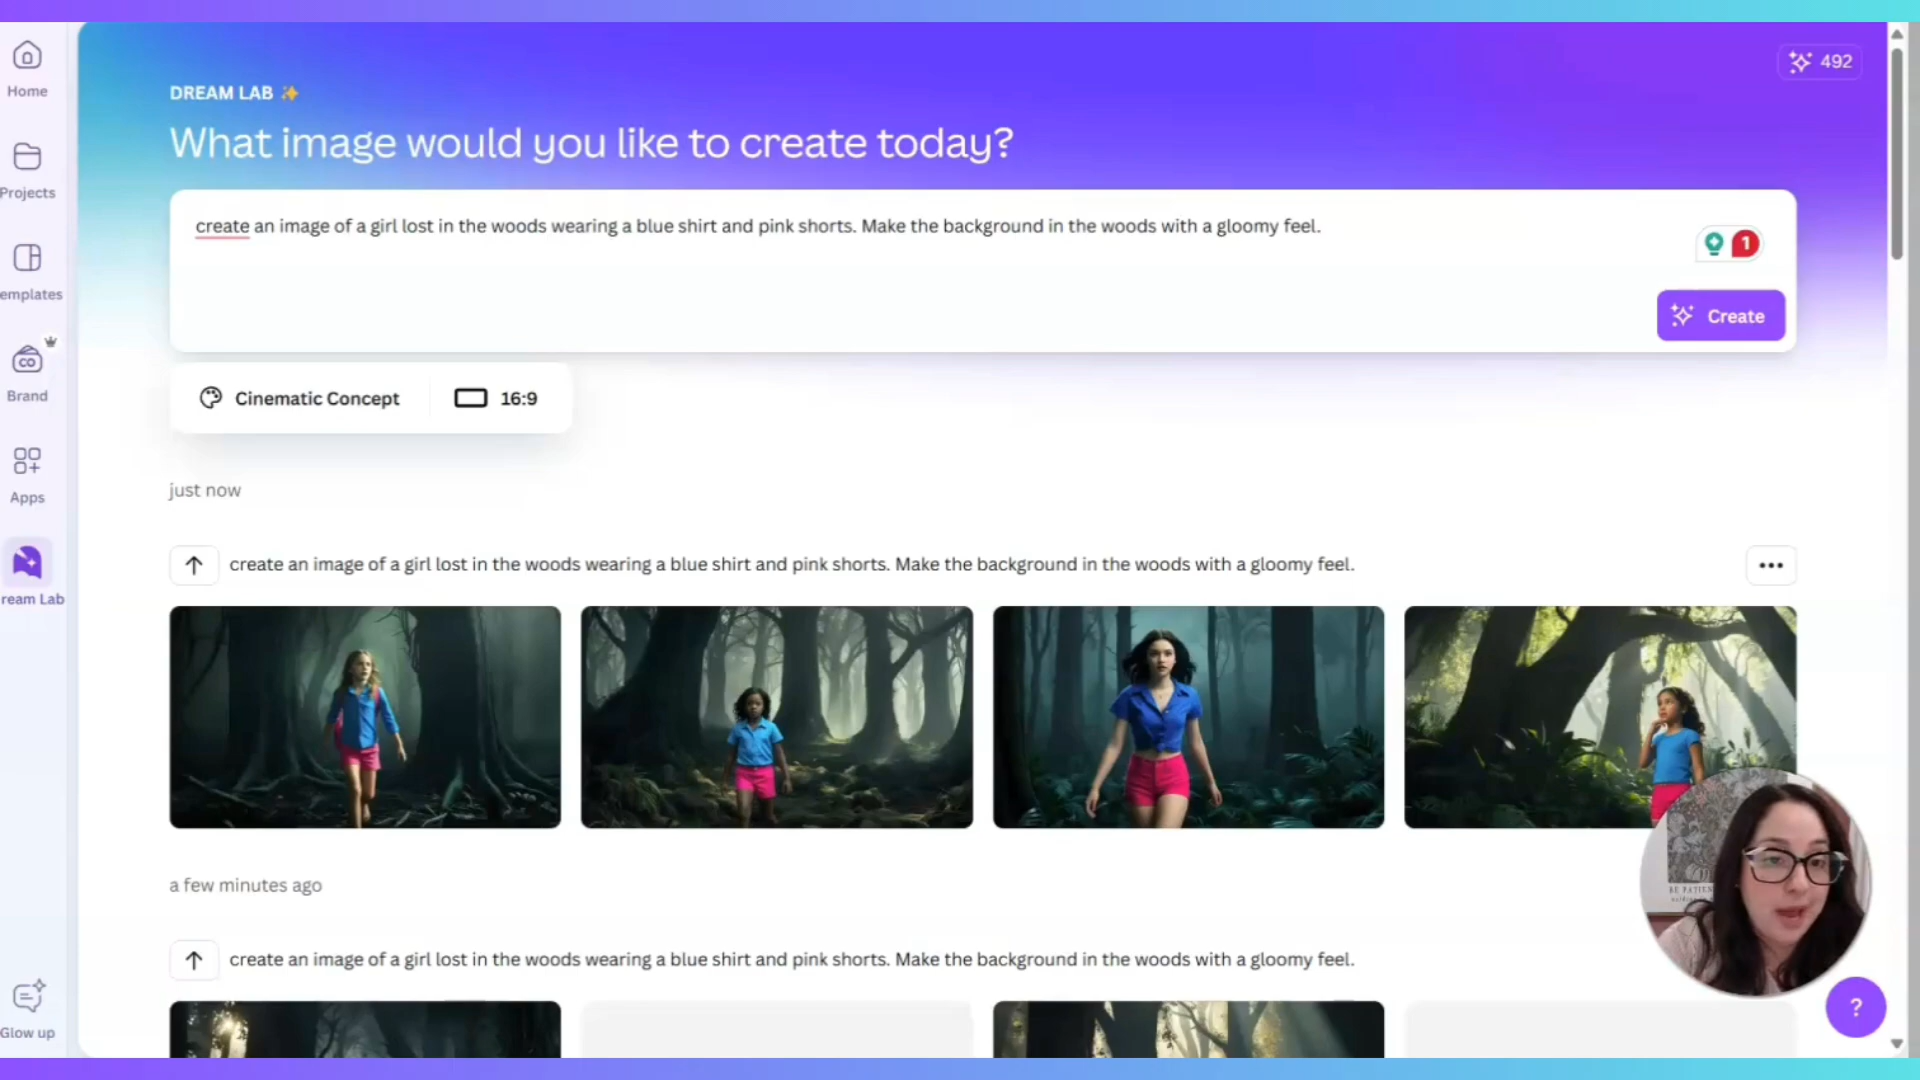 Home
Projects
emplates
Brand
Apps
ream Lab
Glow up
492
DREAM LAB
What image would you like to create today?
create an image of a girl lost in the woods wearing a blue shirt and pink shorts. Make the background in the woods with a gloomy feel.
1
Create
Cinematic Concept
16:9
just now
create an image of a girl lost in the woods wearing a blue shirt and pink shorts. Make the background in the woods with a gloomy feel.
BE PATIEN
a few minutes ago
create an image of a girl lost in the woods wearing a blue shirt and pink shorts. Make the background in the woods with a gloomy feel.
?